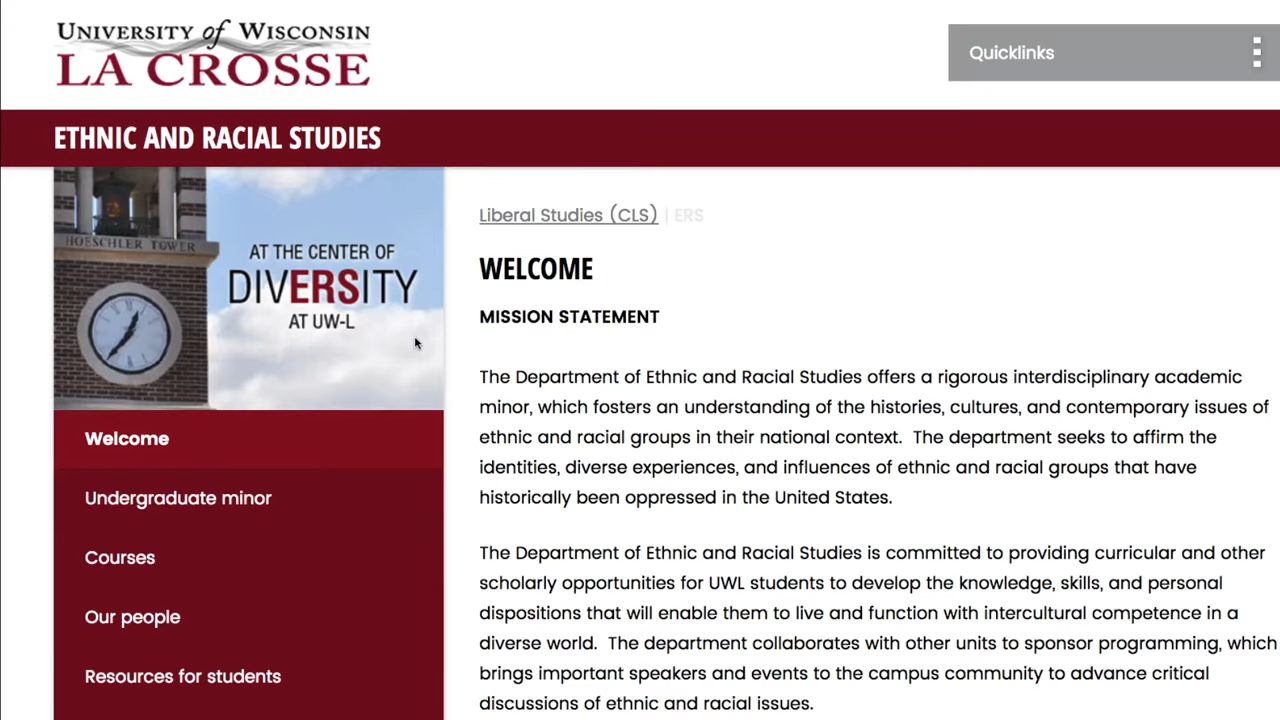 UNIVERSITY of WISCONSIN
LA CROSSE
Quicklinks
ETHNIC AND RACIAL STUDIES
HOESCHLER TOWER
AT THE CENTER OF
DIVERSITY
AT UW-L
Welcome
Undergraduate minor
Courses
Our people
Resources for students
Liberal Studies (CLS) | ERS
WELCOME
MISSION STATEMENT
The Department of Ethnic and Racial Studies offers a rigorous interdisciplinary academic
minor, which fosters an understanding of the histories, cultures, and contemporary issues of
ethnic and racial groups in their national context.  The department seeks to affirm the
identities, diverse experiences, and influences of ethnic and racial groups that have
historically been oppressed in the United States.
The Department of Ethnic and Racial Studies is committed to providing curricular and other
scholarly opportunities for UWL students to develop the knowledge, skills, and personal
dispositions that will enable them to live and function with intercultural competence in a
diverse world.  The department collaborates with other units to sponsor programming, which
brings important speakers and events to the campus community to advance critical
discussions of ethnic and racial issues.